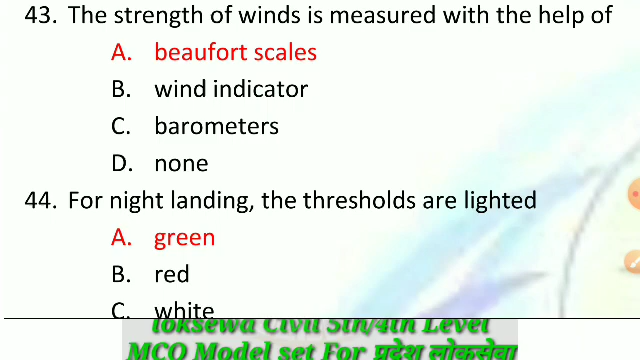 43. The strength of winds is measured with the help of
A. beaufort scales
B. wind indicator
C. barometers
D. none
44. For night landing, the thresholds are lighted
A. green
B. red
C. white
loksewa Civil 5th/4th Level
MCQ Model set For प्रदेश लोकसेवा